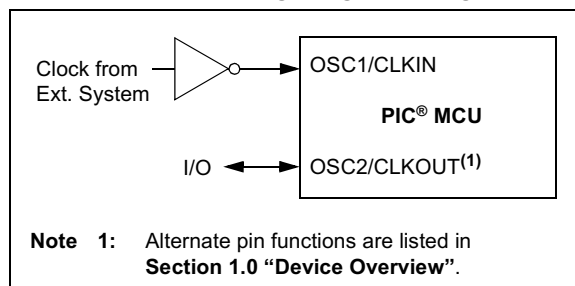 Clock from
Ext. System
OSC1/CLKIN
PIC® MCU
I/O
OSC2/CLKOUT(1)
Note 1: Alternate pin functions are listed in
Section 1.0 “Device Overview”.